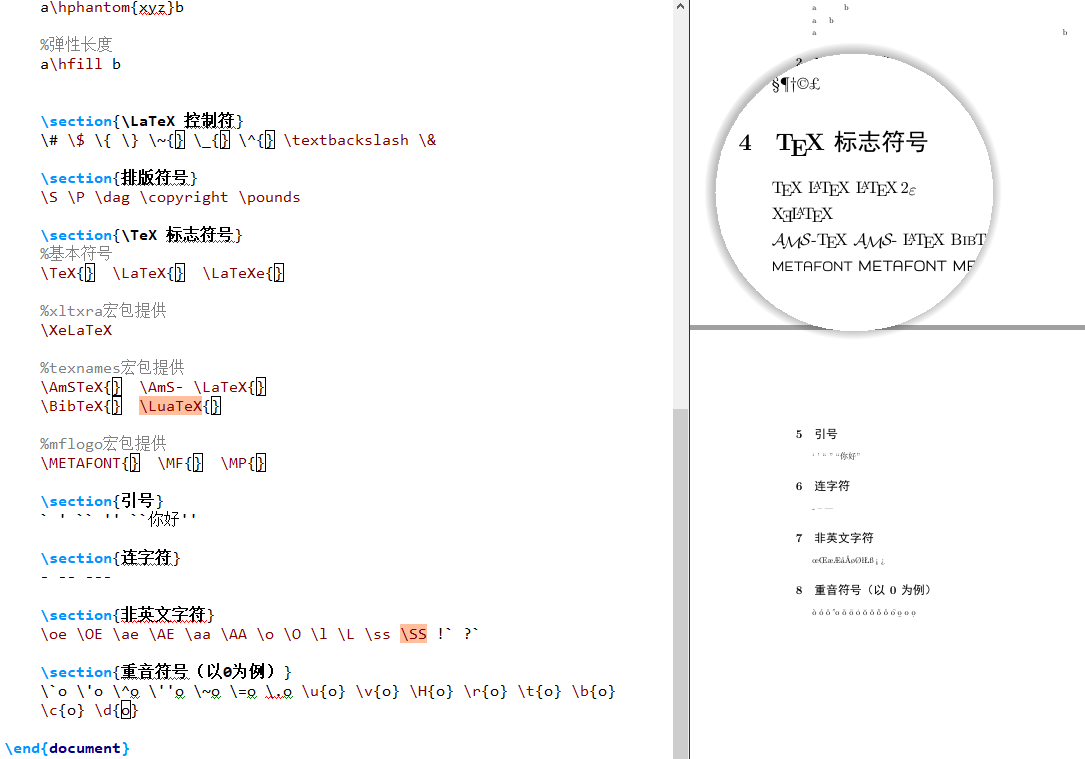 a\hphantom{xyz}b
%弹性长度
a\hfill b
\section{\LaTeX 控制符}
\# \$ \{ \} \~{} \_{} \^{} \textbackslash \&
\section{排版符号}
\S \P \dag \copyright \pounds
\section{\TeX 标志符号}
%基本符号
\TeX{} \LaTeX{} \LaTeXe{}
%xltxra宏包提供
\XeLaTeX
%texnames宏包提供
\AmSTeX{} \AmS- \LaTeX{}
\BibTeX{} \LuaTeX{}
%mflogo宏包提供
\METAFONT{} \MF{} \MP{}
\section{引号}
` ' `` '' ``你好''
\section{连字符}
- -- ---
\section{非英文字符}
\oe \OE \ae \AE \aa \AA \o \O \l \L \ss \SS !` ?`
\section{重音符号（以0为例）}
\`o \'o \^o \''o \~o \=o \.o \u{o} \v{o} \H{o} \r{o} \t{o} \b{o}
\c{o} \d{o}
\end{document}
a b
a b
a b
§¶†©£
4 TEX 标志符号
TEX LATEX LATEX 2ε
XƎLATEX
AMS-TEX AMS- LATEX BIBT
METAFONT METAFONT ME
5 引号
‘ ’ “ ” “你好”
6 连字符
- – —
7 非英文字符
œŒæÆåÅøØłŁß¡¿
8 重音符号（以 0 为例）